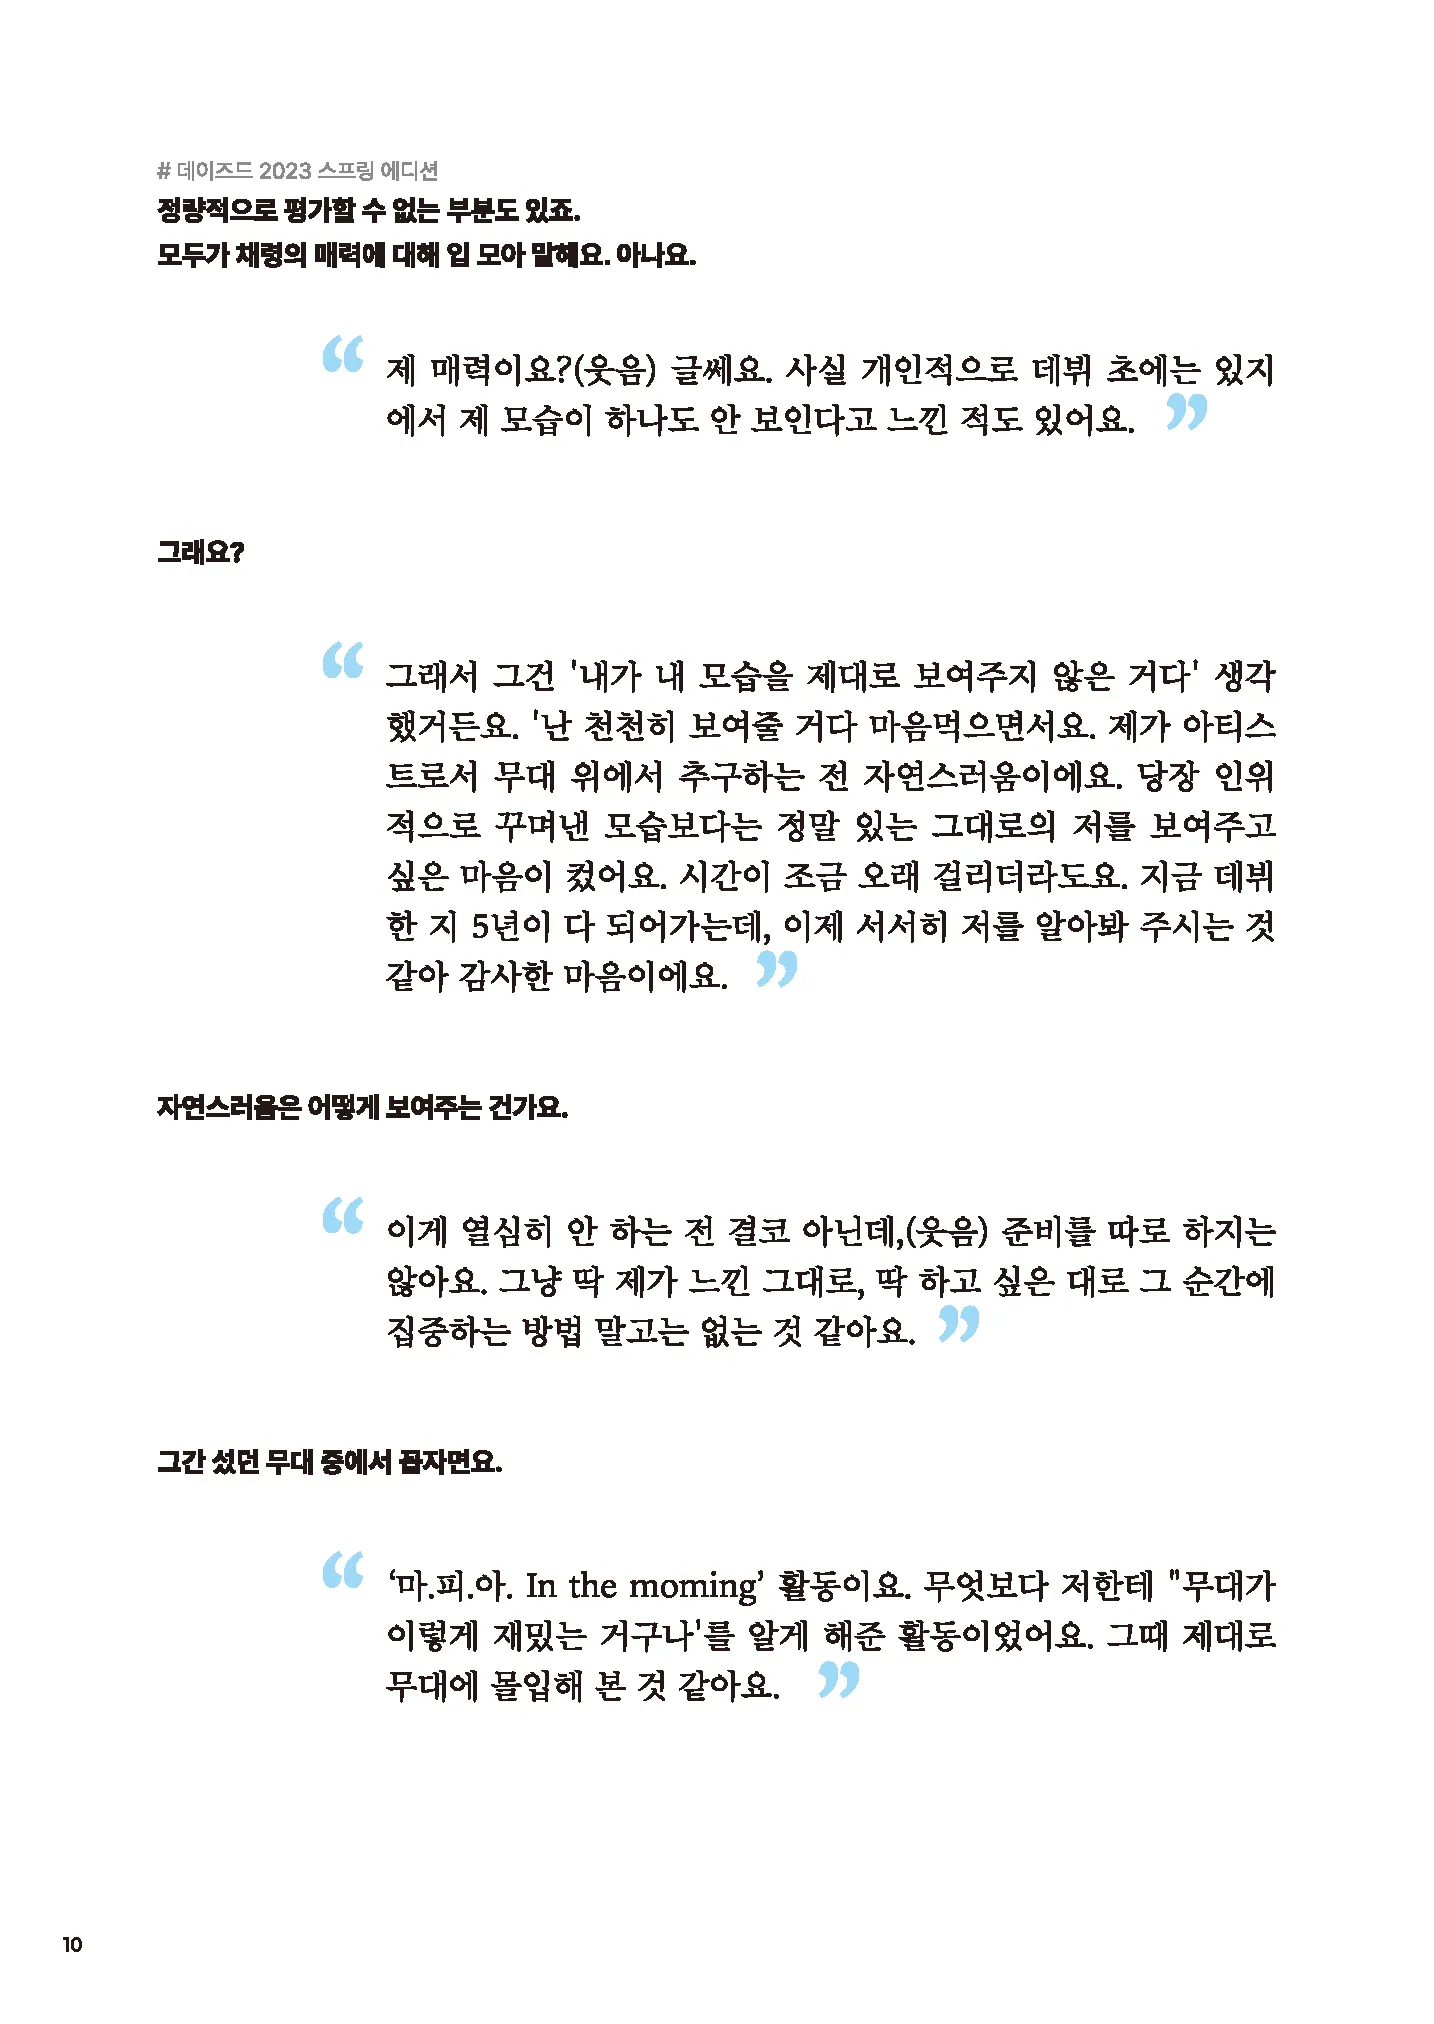 # 데이즈드 2023 스프링 에디션
정량적으로 평가할 수 없는 부분도 있죠.
모두가 채령의 매력에 대해 입 모아 말해요. 아나요.
“ 제 매력이요?(웃음) 글쎄요. 사실 개인적으로 데뷔 초에는 있지
에서 제 모습이 하나도 안 보인다고 느낀 적도 있어요. ”
그래요?
“ 그래서 그건 '내가 내 모습을 제대로 보여주지 않은 거다' 생각
했거든요. '난 천천히 보여줄 거다 마음먹으면서요. 제가 아티스
트로서 무대 위에서 추구하는 전 자연스러움이에요. 당장 인위
적으로 꾸며낸 모습보다는 정말 있는 그대로의 저를 보여주고
싶은 마음이 컸어요. 시간이 조금 오래 걸리더라도요. 지금 데뷔
한 지 5년이 다 되어가는데, 이제 서서히 저를 알아봐 주시는 것
같아 감사한 마음이에요. ”
자연스러움은 어떻게 보여주는 건가요.
“ 이게 열심히 안 하는 전 결코 아닌데,(웃음) 준비를 따로 하지는
않아요. 그냥 딱 제가 느낀 그대로, 딱 하고 싶은 대로 그 순간에
집중하는 방법 말고는 없는 것 같아요. ”
그간 섰던 무대 중에서 꼽자면요.
“ ‘마.피.아. In the moming’ 활동이요. 무엇보다 저한테 "무대가
이렇게 재밌는 거구나'를 알게 해준 활동이었어요. 그때 제대로
무대에 몰입해 본 것 같아요. ”
10